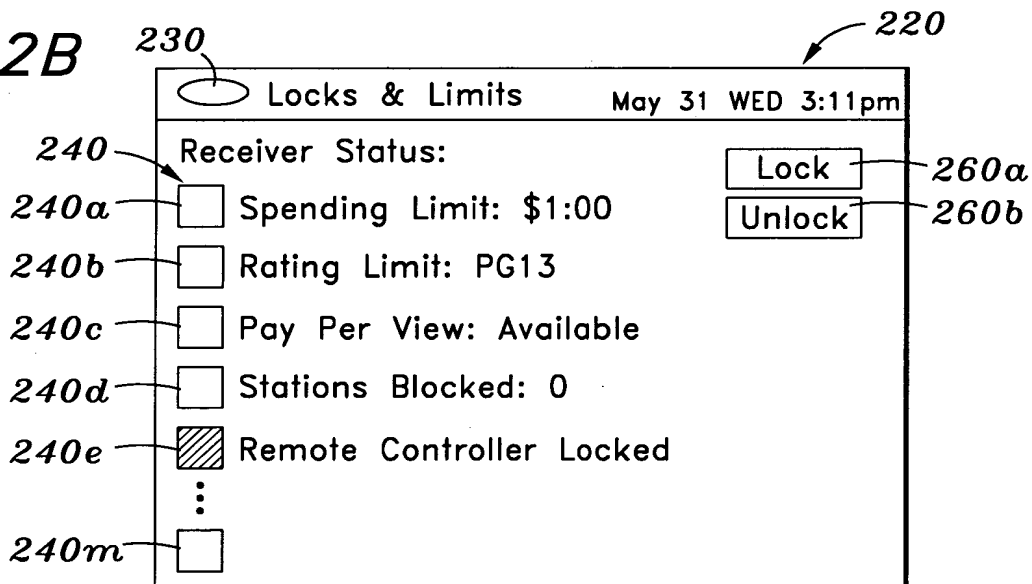 2B
230
220
Locks & Limits May 31 WED 3:11pm
240 Receiver Status: Lock 260a
240a Spending Limit: $1:00 Unlock 260b
240b Rating Limit: PG13
240c Pay Per View: Available
240d Stations Blocked: 0
240e Remote Controller Locked
240m